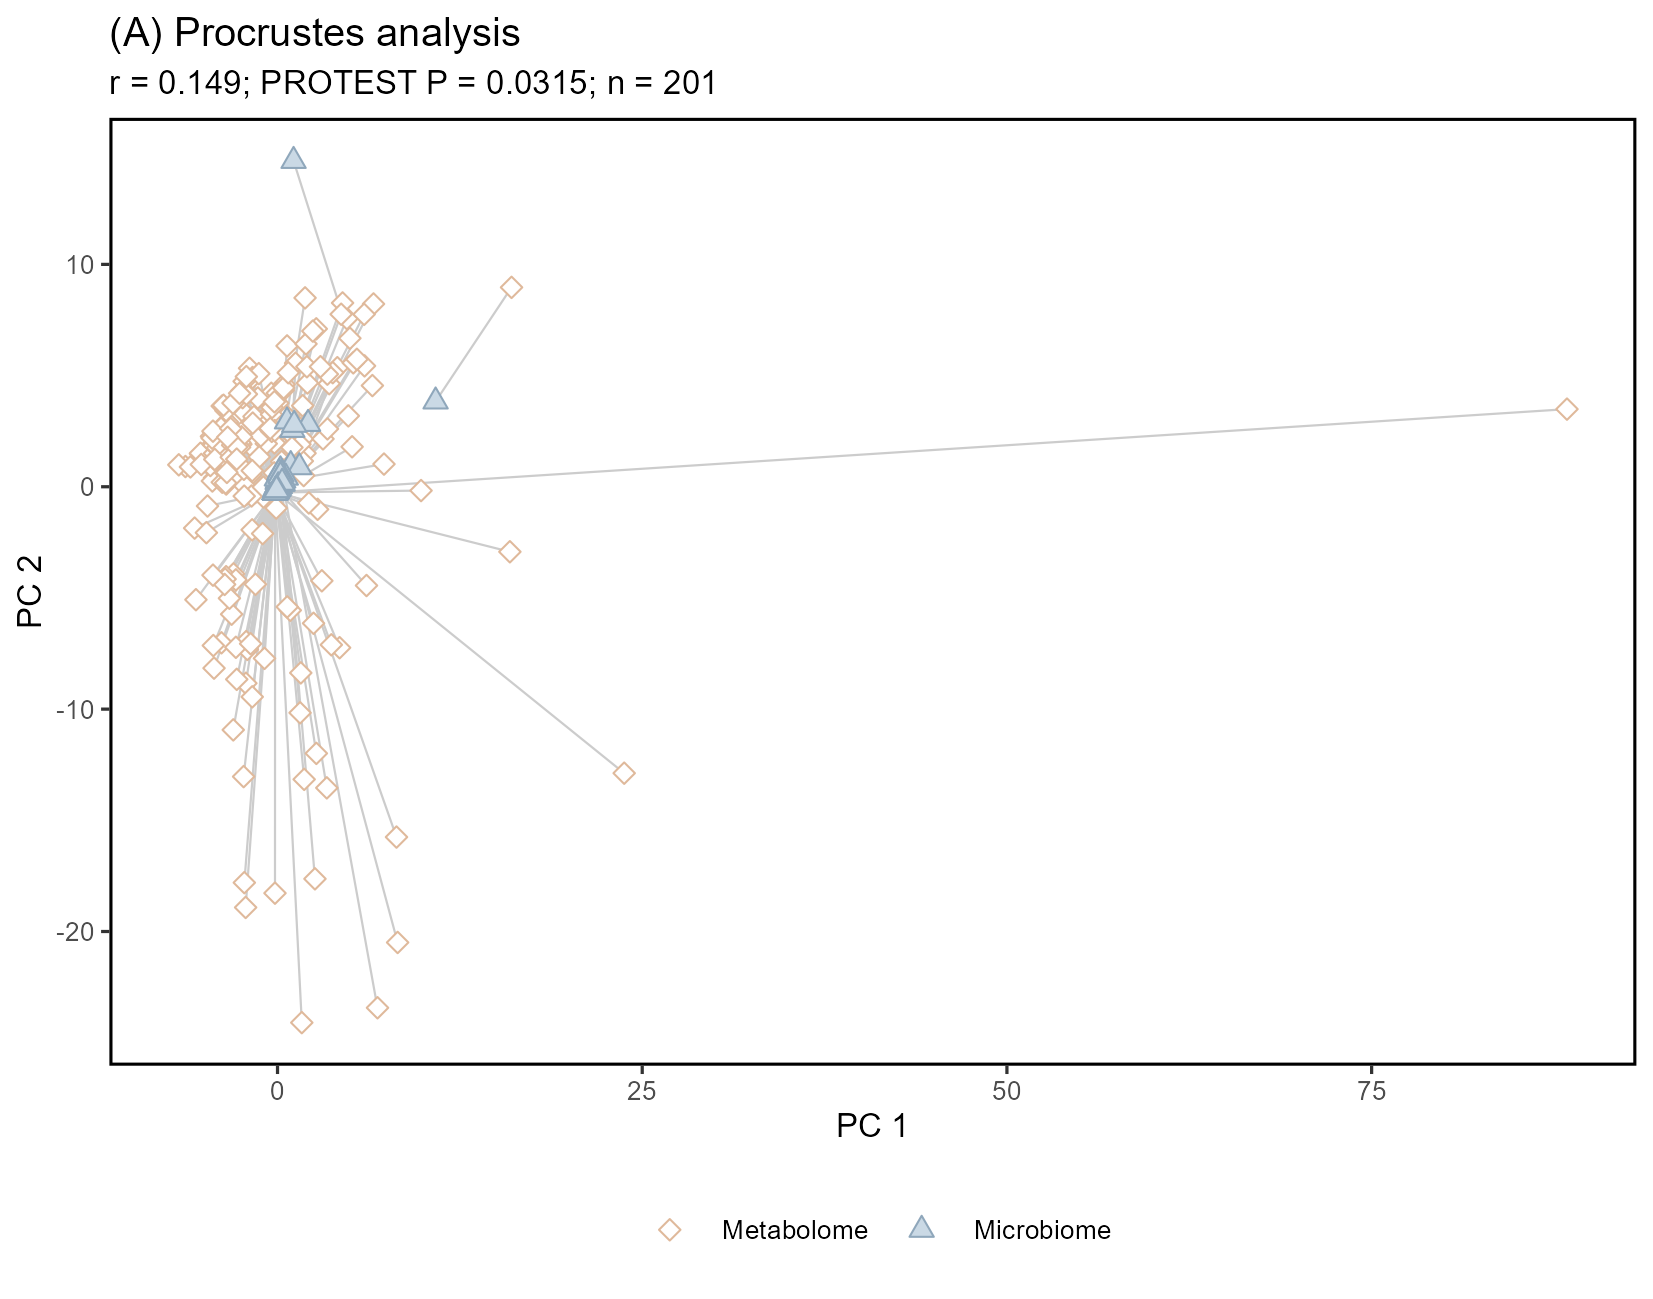 (A) Procrustes analysis
r = 0.149; PROTEST P = 0.0315; n = 201
10
0
-10
-20
PC 2
0 25 50 75
PC 1
Metabolome Microbiome